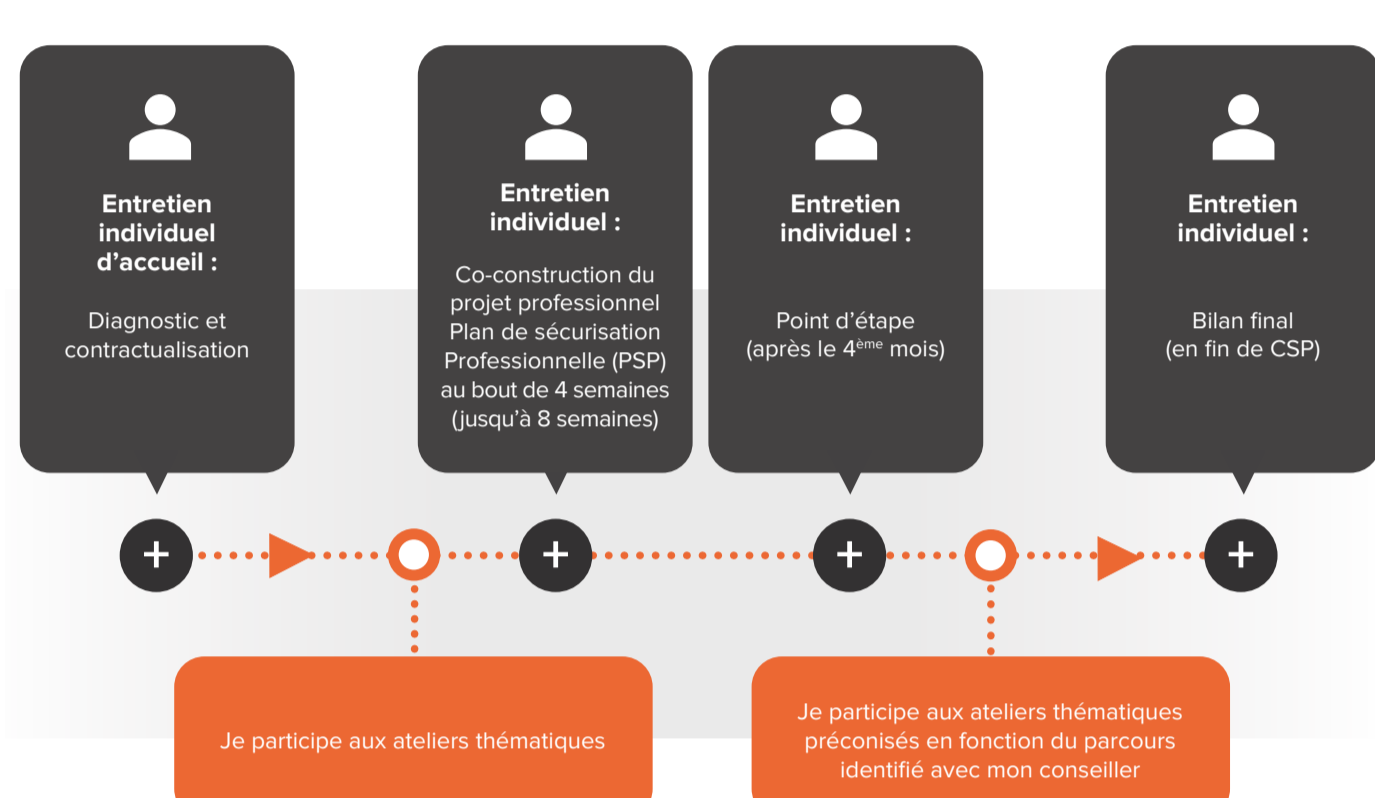 Entretien
individuel
d’accueil :
Diagnostic et
contractualisation
Entretien
individuel :
Co-construction du
projet professionnel
Plan de sécurisation
Professionnelle (PSP)
au bout de 4 semaines
(jusqu’à 8 semaines)
Entretien
individuel :
Point d’étape
(après le 4ème mois)
Entretien
individuel :
Bilan final
(en fin de CSP)
+
+
+
+
Je participe aux ateliers thématiques
Je participe aux ateliers thématiques
préconisés en fonction du parcours
identifié avec mon conseiller